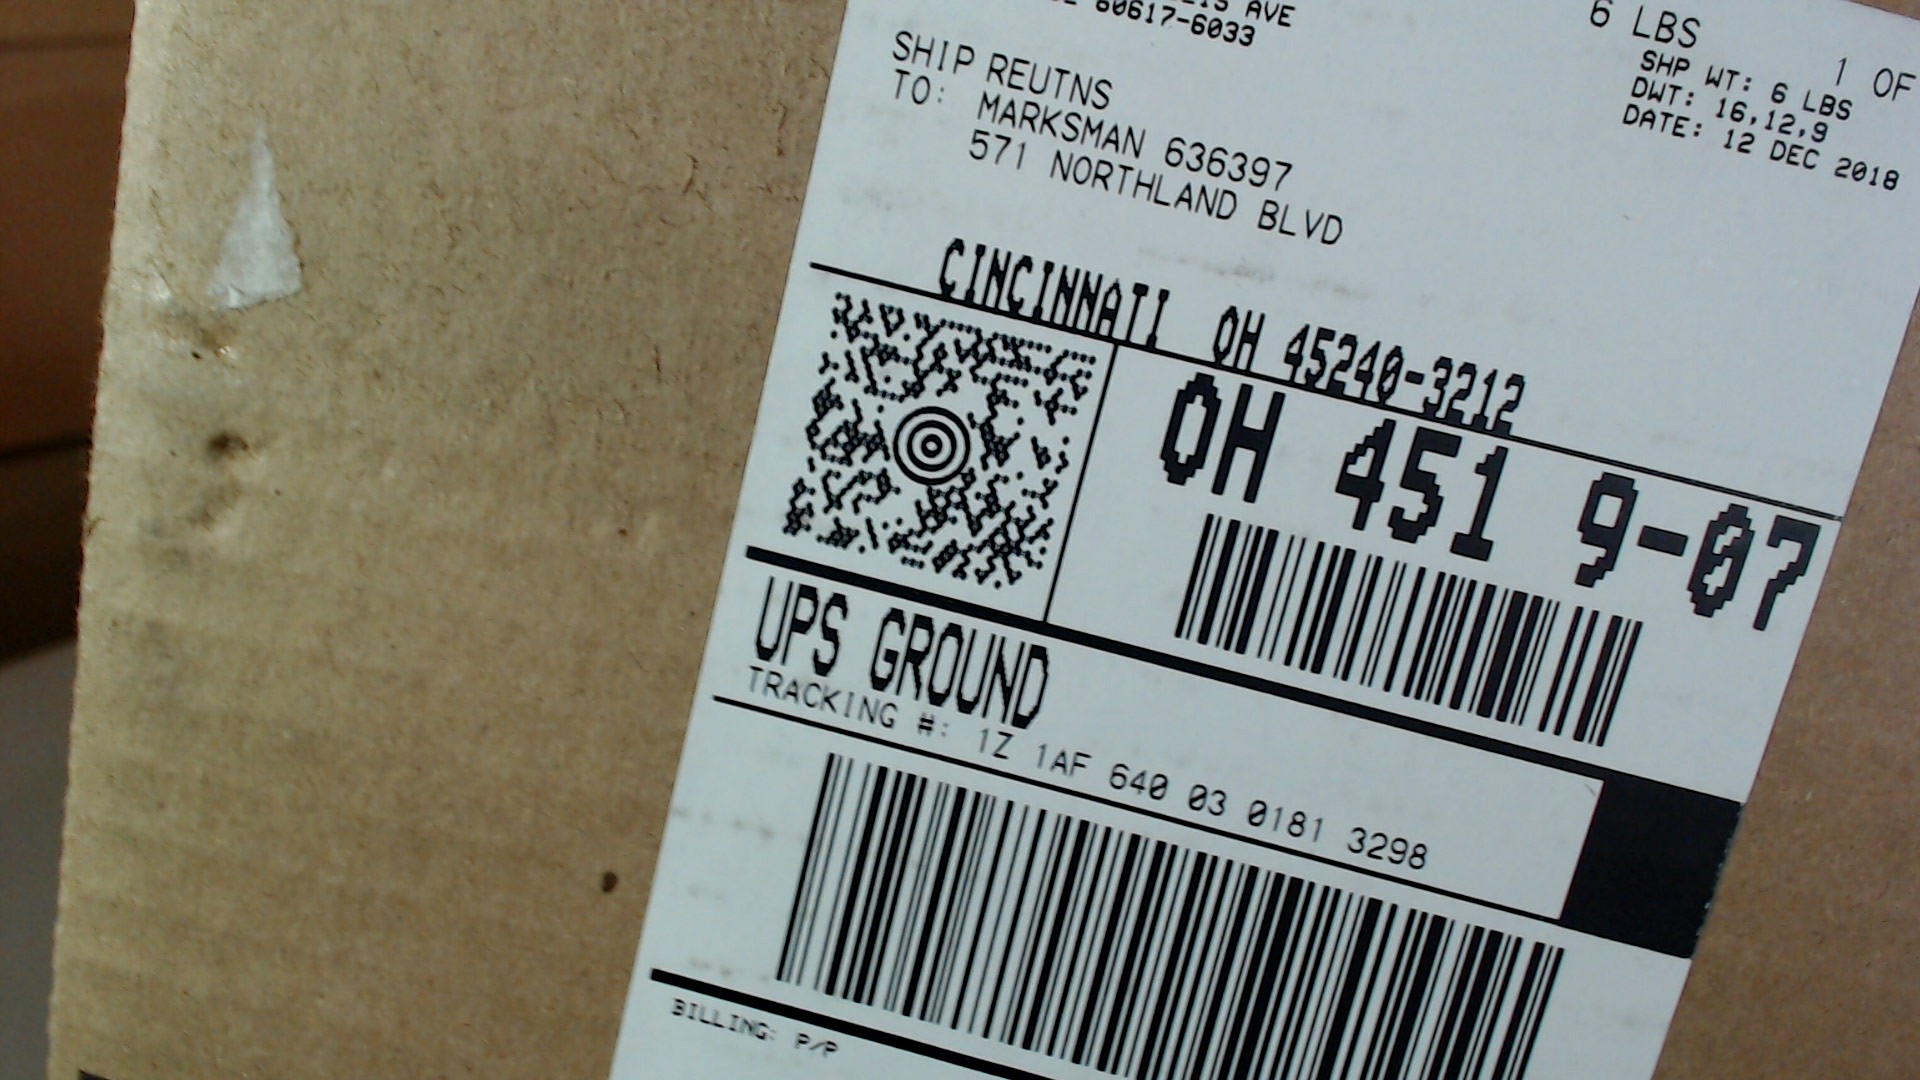 AVE
60617-6033
6 LBS
1 OF
SHP WT: 6 LBS
DWT: 16,12,9
DATE: 12 DEC 2018
SHIP REUTNS
TO: MARKSMAN 636397
571 NORTHLAND BLVD
CINCINNATI OH 45240-3212
OH 451 9-07
UPS GROUND
TRACKING #: 1Z 1AF 640 03 0181 3298
BILLING: P/P